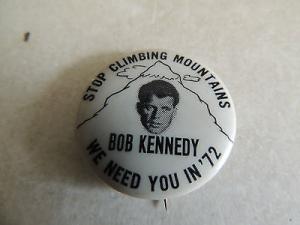 STOP CLIMBING MOUNTAINS
BOB KENNEDY
WE NEED YOU IN '72